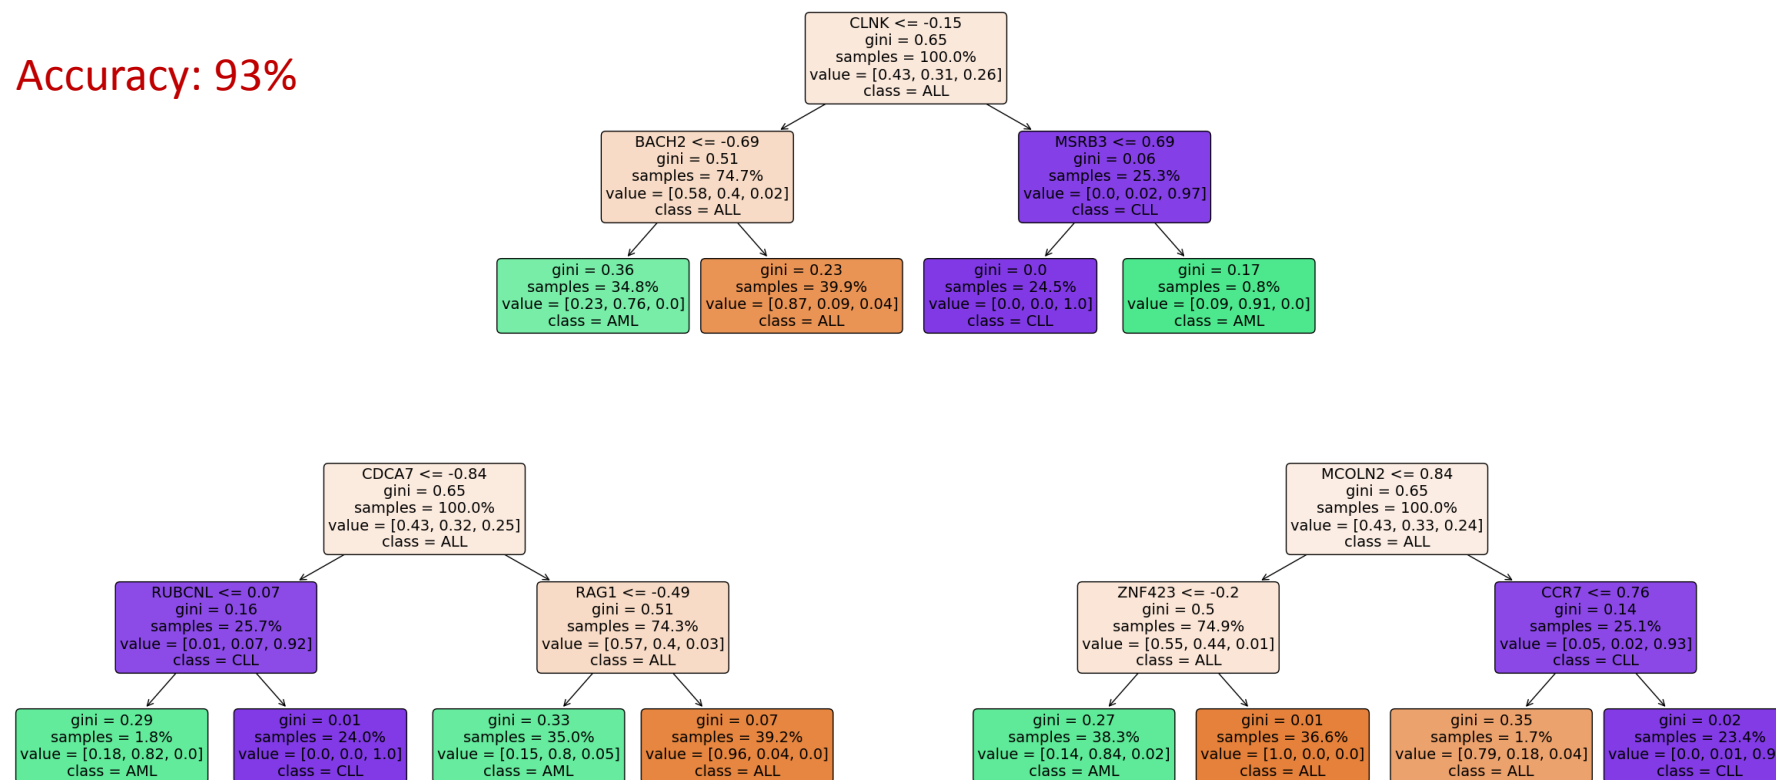 Accuracy: 93%
CLNK <= -0.15
gini = 0.65
samples = 100.0%
value = [0.43, 0.31, 0.26]
class = ALL
BACH2 <= -0.69
gini = 0.51
samples = 74.7%
value = [0.58, 0.4, 0.02]
class = ALL
MSRB3 <= 0.69
gini = 0.06
samples = 25.3%
value = [0.0, 0.02, 0.97]
class = CLL
gini = 0.36
samples = 34.8%
value = [0.23, 0.76, 0.0]
class = AML
gini = 0.23
samples = 39.9%
value = [0.87, 0.09, 0.04]
class = ALL
gini = 0.0
samples = 24.5%
value = [0.0, 0.0, 1.0]
class = CLL
gini = 0.17
samples = 0.8%
value = [0.09, 0.91, 0.0]
class = AML
CDCA7 <= -0.84
gini = 0.65
samples = 100.0%
value = [0.43, 0.32, 0.25]
class = ALL
RUBCNL <= 0.07
gini = 0.16
samples = 25.7%
value = [0.01, 0.07, 0.92]
class = CLL
RAG1 <= -0.49
gini = 0.51
samples = 74.3%
value = [0.57, 0.4, 0.03]
class = ALL
gini = 0.29
samples = 1.8%
value = [0.18, 0.82, 0.0]
class = AML
gini = 0.01
samples = 24.0%
value = [0.0, 0.0, 1.0]
class = CLL
gini = 0.33
samples = 35.0%
value = [0.15, 0.8, 0.05]
class = AML
gini = 0.07
samples = 39.2%
value = [0.96, 0.04, 0.0]
class = ALL
MCOLN2 <= 0.84
gini = 0.65
samples = 100.0%
value = [0.43, 0.33, 0.24]
class = ALL
ZNF423 <= -0.2
gini = 0.5
samples = 74.9%
value = [0.55, 0.44, 0.01]
class = ALL
CCR7 <= 0.76
gini = 0.14
samples = 25.1%
value = [0.05, 0.02, 0.93]
class = CLL
gini = 0.27
samples = 38.3%
value = [0.14, 0.84, 0.02]
class = AML
gini = 0.01
samples = 36.6%
value = [1.0, 0.0, 0.0]
class = ALL
gini = 0.35
samples = 1.7%
value = [0.79, 0.18, 0.04]
class = ALL
gini = 0.02
samples = 23.4%
value = [0.0, 0.01,
class = CLL